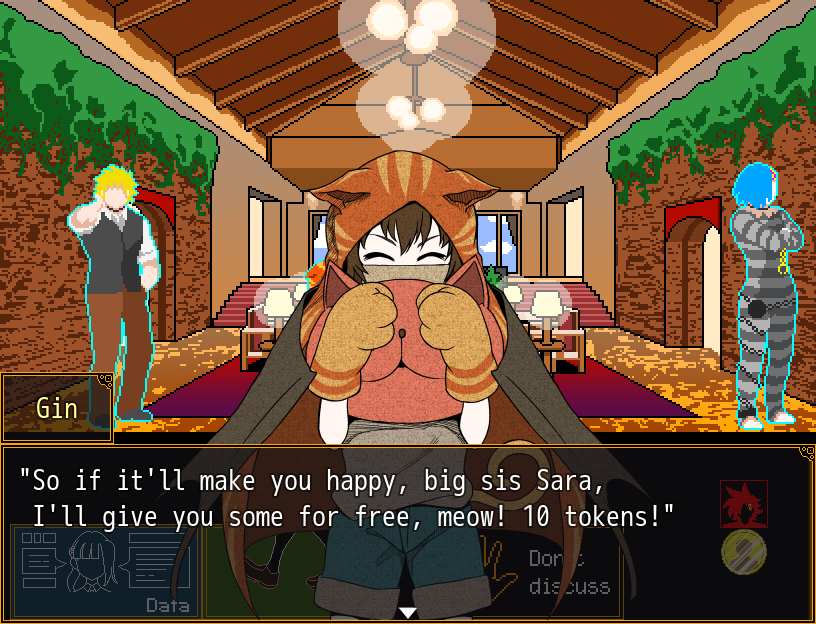 Gin
"So if it'll make you happy, big sis Sara,
I'll give you some for free, meow! 10 tokens!"
Data
Don't
discuss